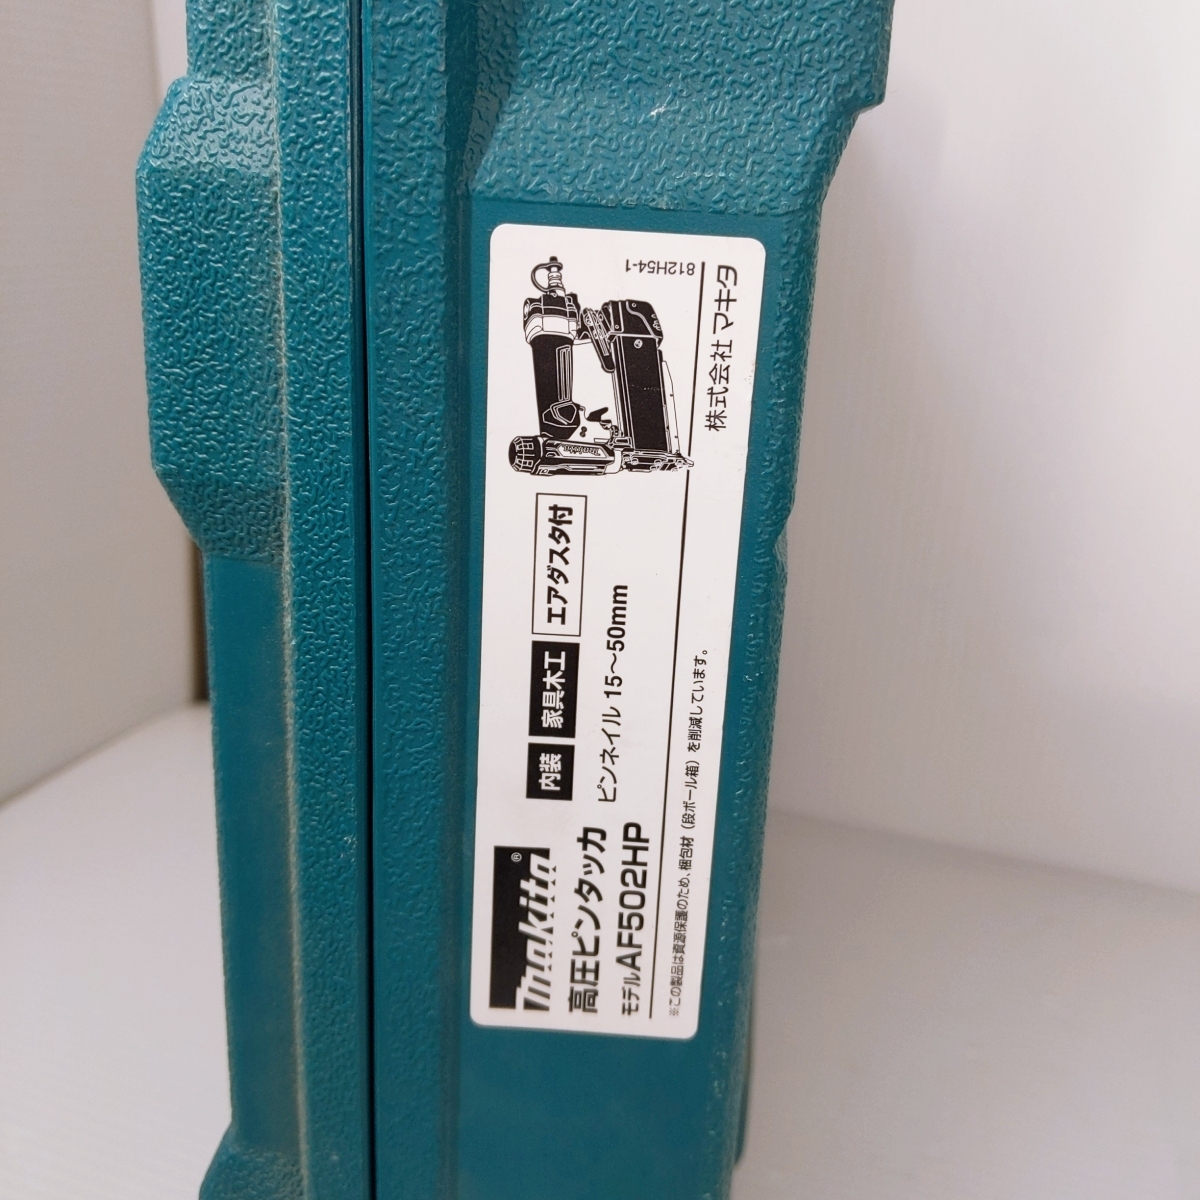 makita®
内装 家具木工 エアダスタ付
高圧ピンタッカ
ピンネイル 15～50mm
モデルAF502HP
※この製品は資源保護のため、梱包材（段ボール箱）を削減しています。
株式会社 マキタ
812H54-1
makita